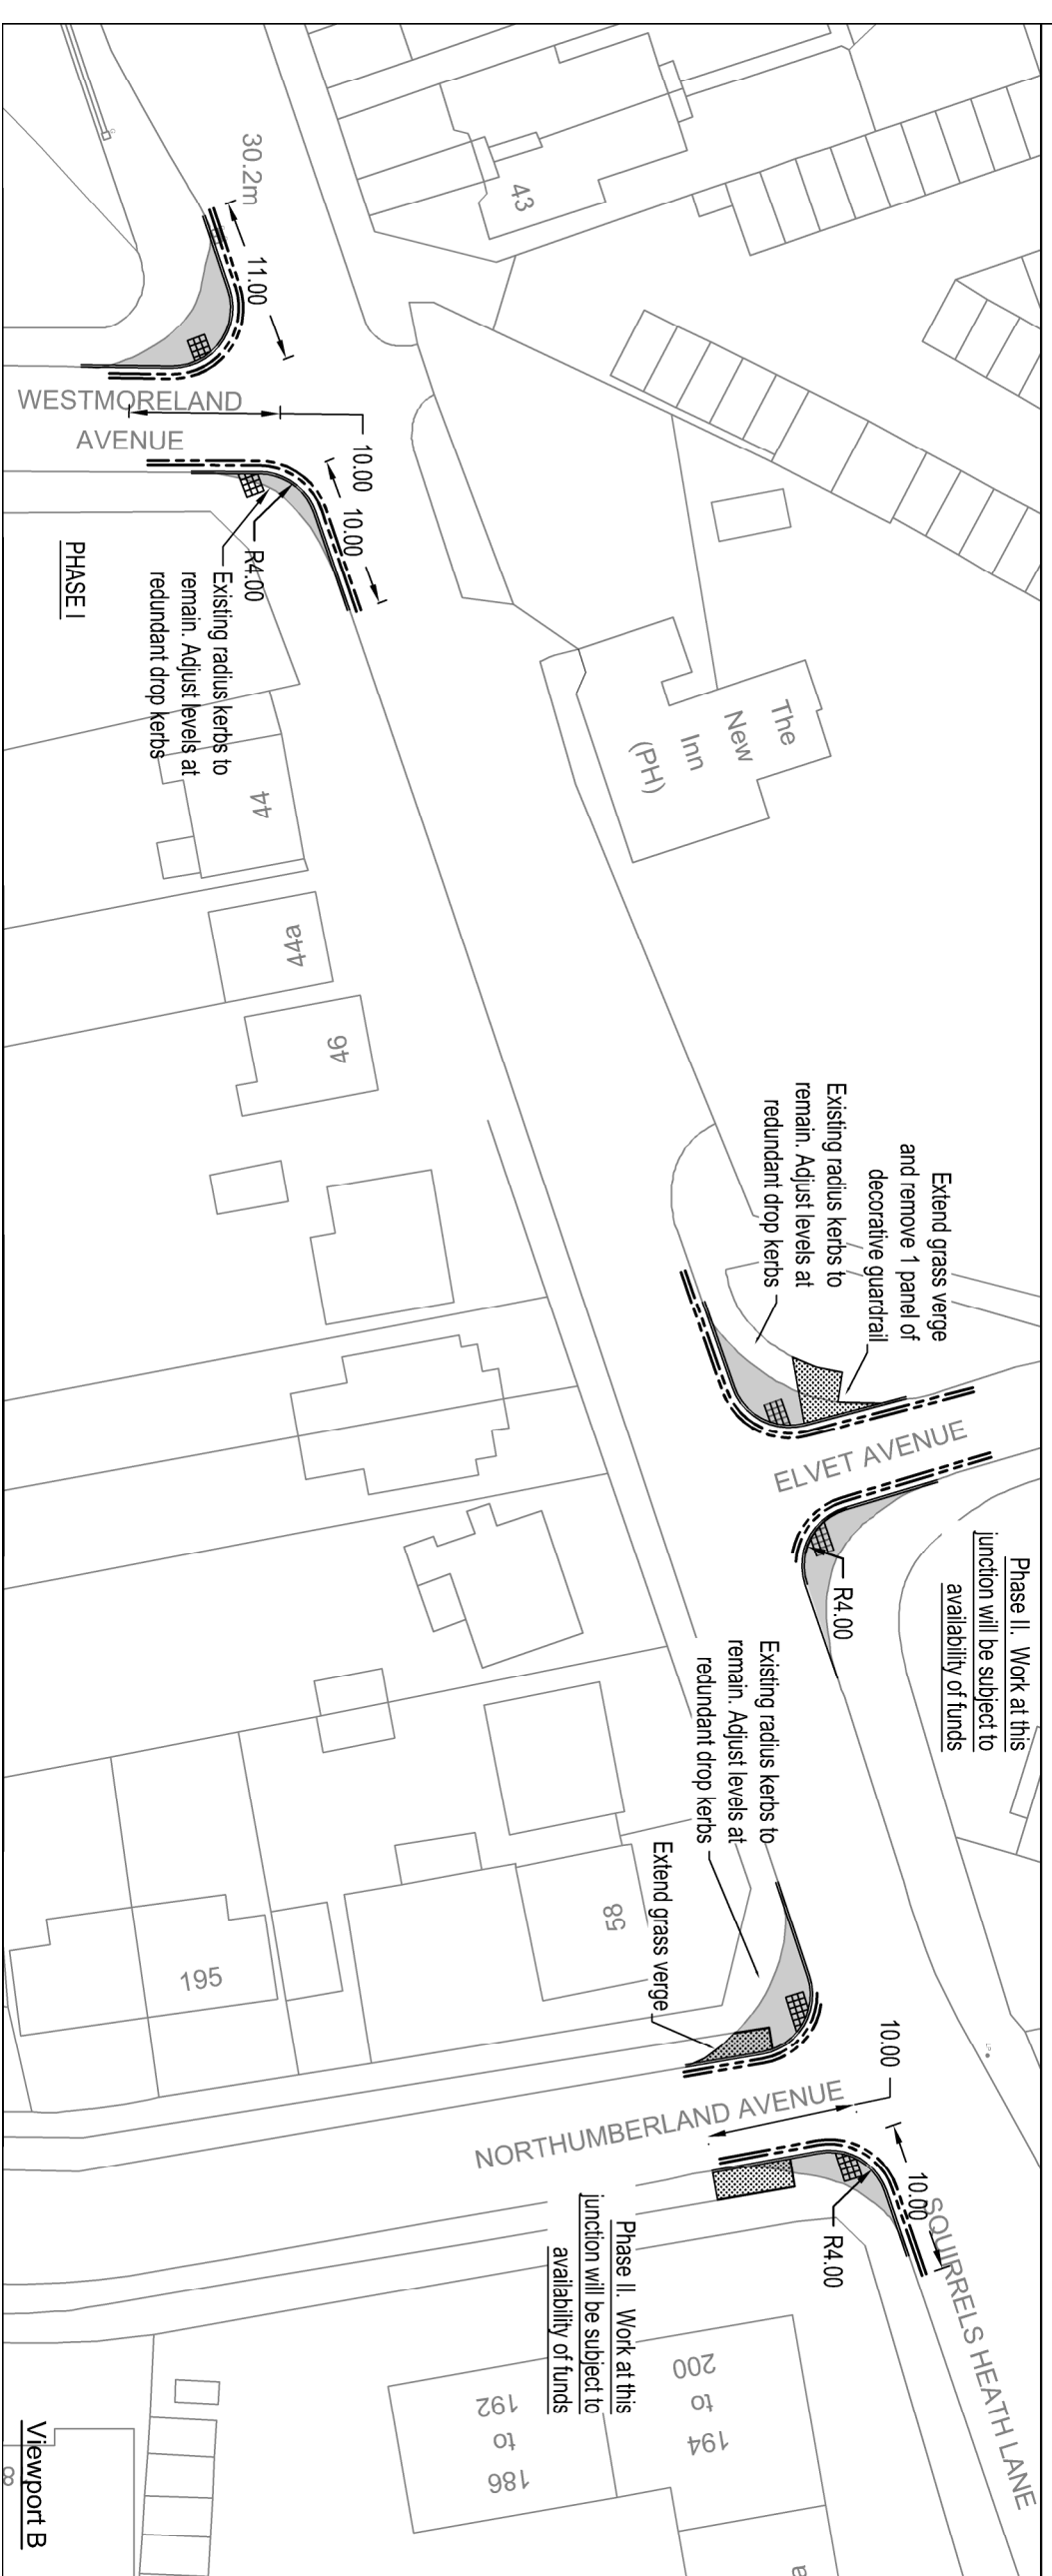 30.2m
43
11.00
WESTMORELAND
AVENUE
10.00
10.00
R4.00
Existing radius kerbs to
remain. Adjust levels at
redundant drop kerbs
PHASE I
44
44a
46
The
New
Inn
(PH)
Extend grass verge
and remove 1 panel of
decorative guardrail
Existing radius kerbs to
remain. Adjust levels at
redundant drop kerbs
ELVET AVENUE
R4.00
Phase II. Work at this
junction will be subject to
availability of funds
Existing radius kerbs to
remain. Adjust levels at
redundant drop kerbs
Extend grass verge
58
195
10.00
NORTHUMBERLAND AVENUE
10.00
R4.00
SQUIRRELS HEATH LANE
Phase II. Work at this
junction will be subject to
availability of funds
200
to
194
192
to
186
Viewport B
8